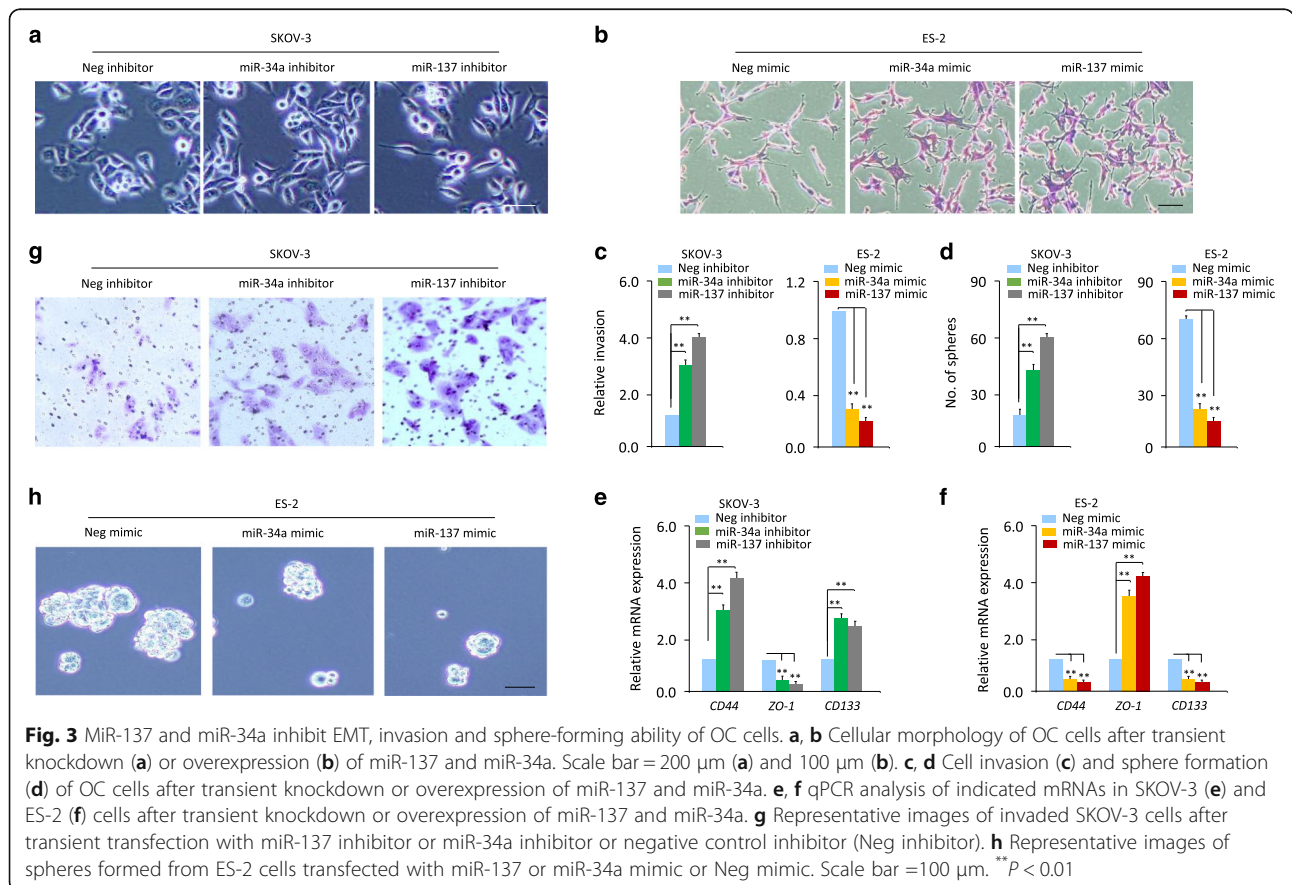 a
SKOV-3
Neg inhibitor miR-34a inhibitor miR-137 inhibitor
b
ES-2
Neg mimic miR-34a mimic miR-137 mimic
g
SKOV-3
Neg inhibitor miR-34a inhibitor miR-137 inhibitor
c
SKOV-3
Neg inhibitor
miR-34a inhibitor
miR-137 inhibitor
Relative invasion
6.0
4.0
2.0
0.0
**
**
ES-2
Neg mimic
miR-34a mimic
miR-137 mimic
1.2
0.8
0.4
0.0
**
**
d
SKOV-3
Neg inhibitor
miR-34a inhibitor
miR-137 inhibitor
No. of spheres
90
60
30
0
**
**
ES-2
Neg mimic
miR-34a mimic
miR-137 mimic
90
60
30
0
**
**
h
ES-2
Neg mimic miR-34a mimic miR-137 mimic
e
SKOV-3
Neg inhibitor
miR-34a inhibitor
miR-137 inhibitor
Relative mRNA expression
6.0
4.0
2.0
0.0
**
**
** **
**
**
CD44 ZO-1 CD133
f
ES-2
Neg mimic
miR-34a mimic
miR-137 mimic
Relative mRNA expression
6.0
4.0
2.0
0.0
** **
**
**
** **
CD44 ZO-1 CD133
Fig. 3 MiR-137 and miR-34a inhibit EMT, invasion and sphere-forming ability of OC cells. a, b Cellular morphology of OC cells after transient
knockdown (a) or overexpression (b) of miR-137 and miR-34a. Scale bar = 200 μm (a) and 100 μm (b). c, d Cell invasion (c) and sphere formation
(d) of OC cells after transient knockdown or overexpression of miR-137 and miR-34a. e, f qPCR analysis of indicated mRNAs in SKOV-3 (e) and
ES-2 (f) cells after transient knockdown or overexpression of miR-137 and miR-34a. g Representative images of invaded SKOV-3 cells after
transient transfection with miR-137 inhibitor or miR-34a inhibitor or negative control inhibitor (Neg inhibitor). h Representative images of
spheres formed from ES-2 cells transfected with miR-137 or miR-34a mimic or Neg mimic. Scale bar =100 μm. **P < 0.01